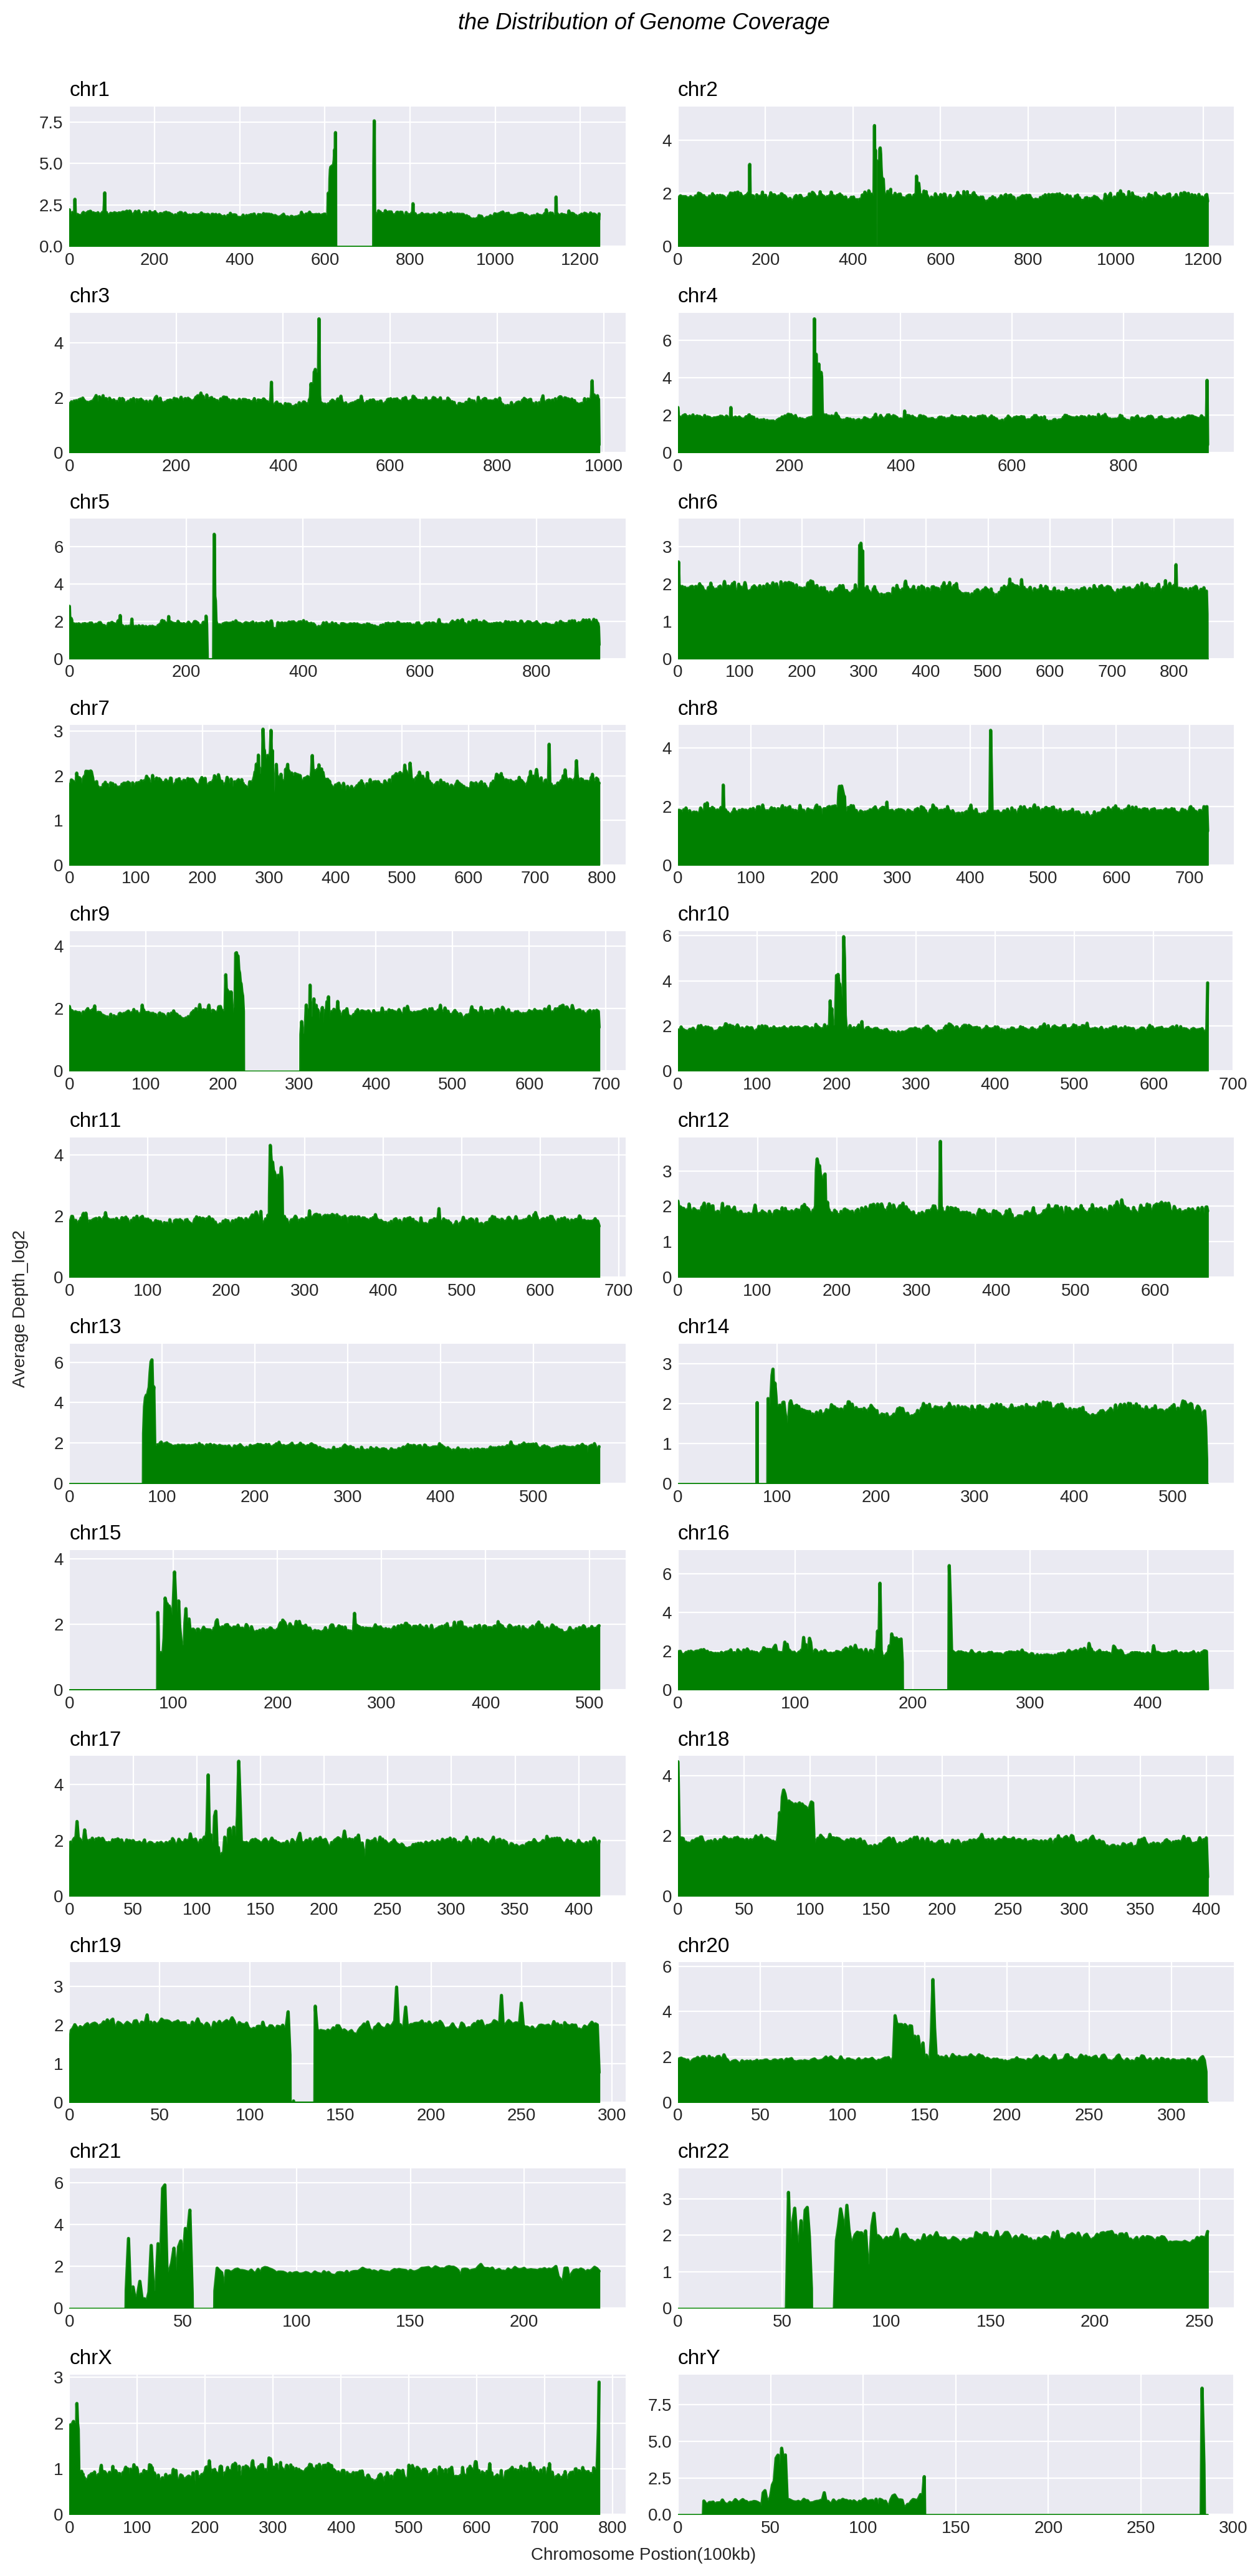 the Distribution of Genome Coverage
chr1
chr2
7.5
5.0
2.5
0.0
0 200 400 600 800 1000 1200
4
2
0
0 200 400 600 800 1000 1200
chr3
chr4
4
2
0
0 200 400 600 800 1000
6
4
2
0
0 200 400 600 800
chr5
chr6
6
4
2
0
0 200 400 600 800
3
2
1
0
0 100 200 300 400 500 600 700 800
chr7
chr8
3
2
1
0
0 100 200 300 400 500 600 700 800
4
2
0
0 100 200 300 400 500 600 700
chr9
chr10
4
2
0
0 100 200 300 400 500 600 700
6
4
2
0
0 100 200 300 400 500 600 700
chr11
chr12
4
2
0
0 100 200 300 400 500 600 700
3
2
1
0
0 100 200 300 400 500 600
Average Depth_log2
chr13
chr14
6
4
2
0
0 100 200 300 400 500
3
2
1
0
0 100 200 300 400 500
chr15
chr16
4
2
0
0 100 200 300 400 500
6
4
2
0
0 100 200 300 400
chr17
chr18
4
2
0
0 50 100 150 200 250 300 350 400
4
2
0
0 50 100 150 200 250 300 350 400
chr19
chr20
3
2
1
0
0 50 100 150 200 250 300
6
4
2
0
0 50 100 150 200 250 300
chr21
chr22
6
4
2
0
0 50 100 150 200
3
2
1
0
0 50 100 150 200 250
chrX
chrY
3
2
1
0
0 100 200 300 400 500 600 700 800
7.5
5.0
2.5
0.0
0 50 100 150 200 250 300
Chromosome Postion(100kb)